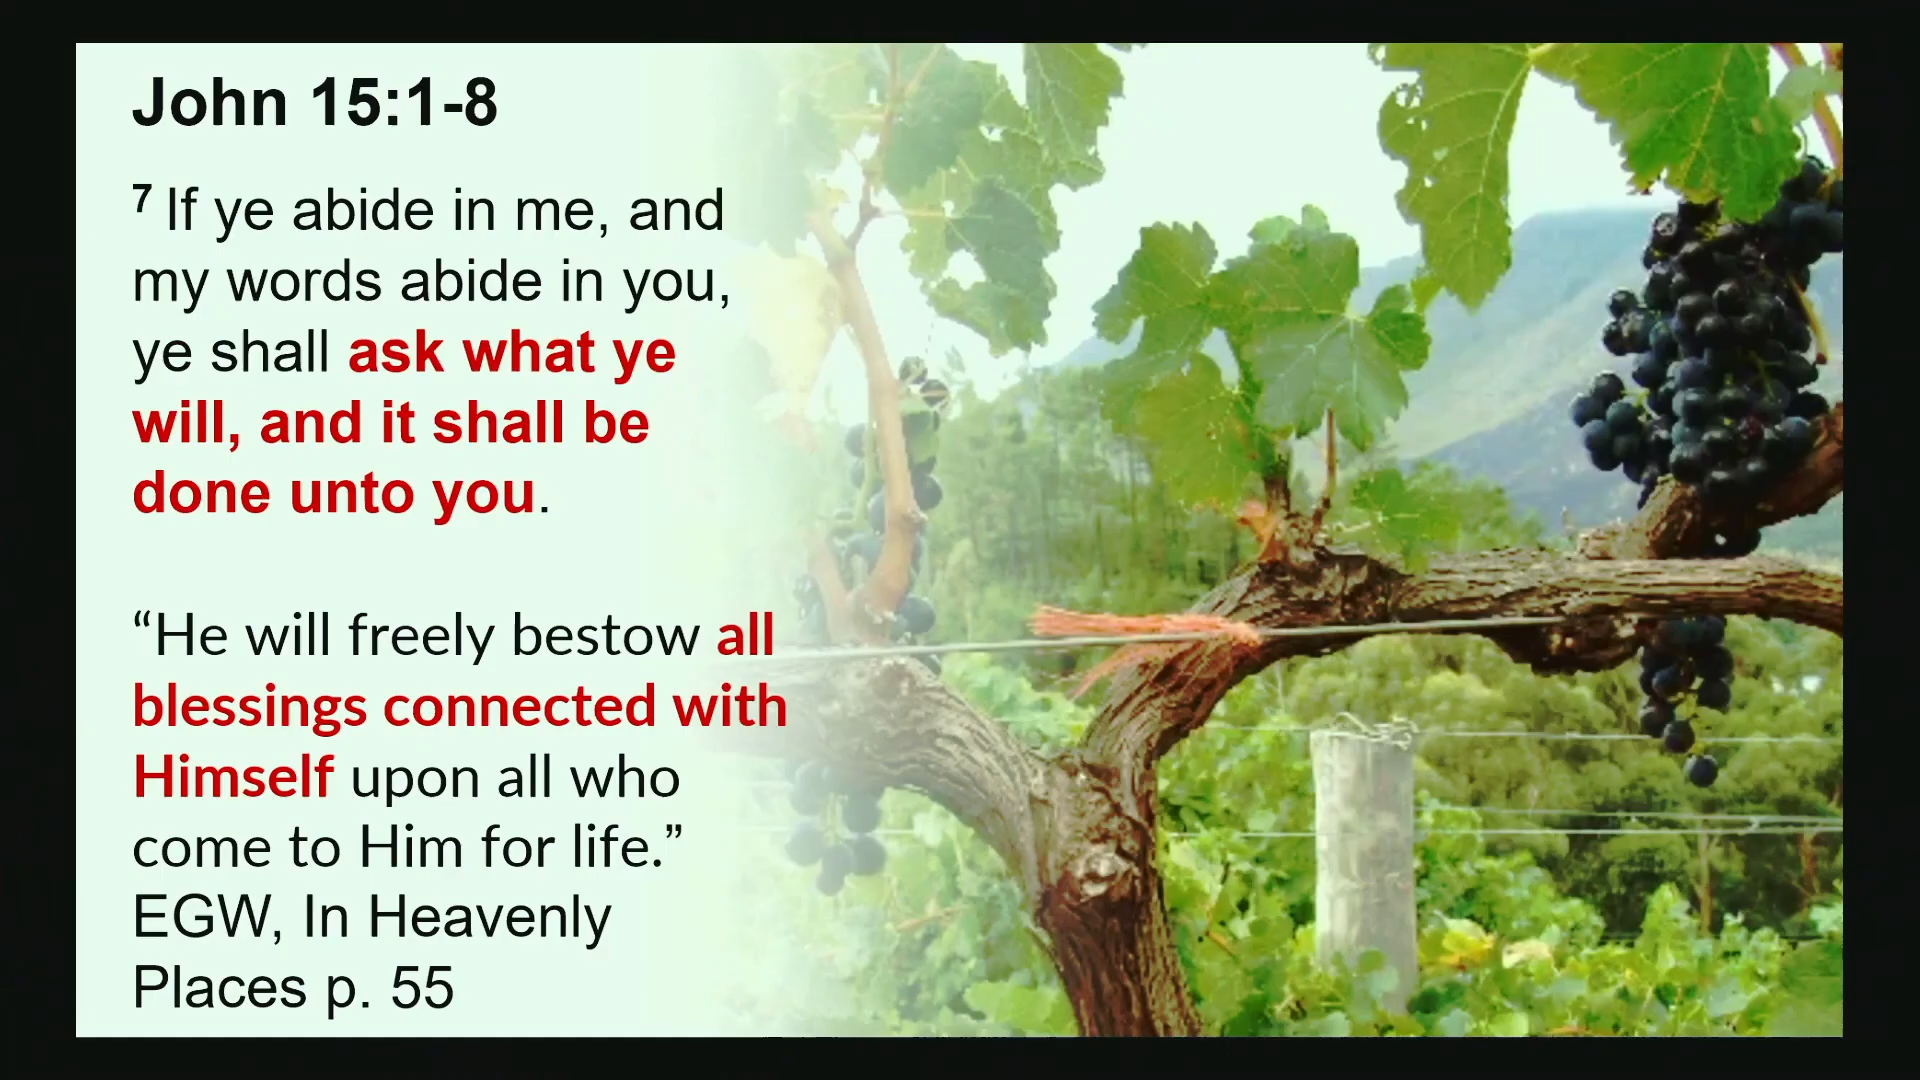 John 15:1-8
7 If ye abide in me, and
my words abide in you,
ye shall ask what ye
will, and it shall be
done unto you.
“He will freely bestow all
blessings connected with
Himself upon all who
come to Him for life.”
EGW, In Heavenly
Places p. 55